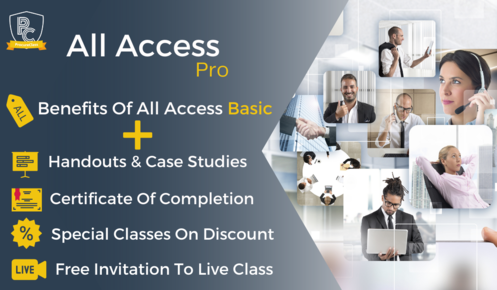 All Access
Pro
ALL
Benefits Of All Access Basic
+
Handouts & Case Studies
Certificate Of Completion
%
Special Classes On Discount
LIVE
Free Invitation To Live Class